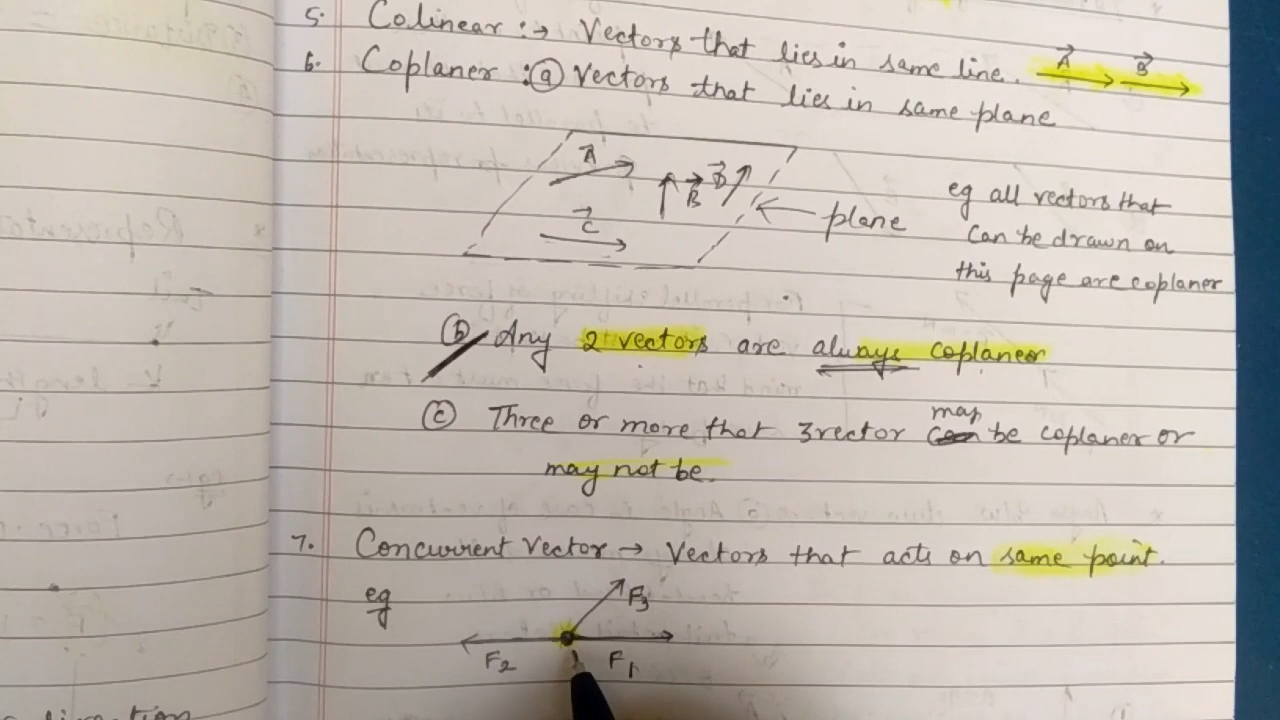 5. Colinear :→ Vectors that lies in same line. A B
6. Coplaner :ⓐ Vectors that lies in same plane
A
B D
C
plane
eg all vectors that
can be drawn on
this page are coplaner
ⓑ Any 2 vectors are always coplaner
ⓒ Three or more that 3 vector may be coplaner or
may not be.
7. Concurrent Vector → Vectors that acts on same point.
eg
F3
F2 F1
direction